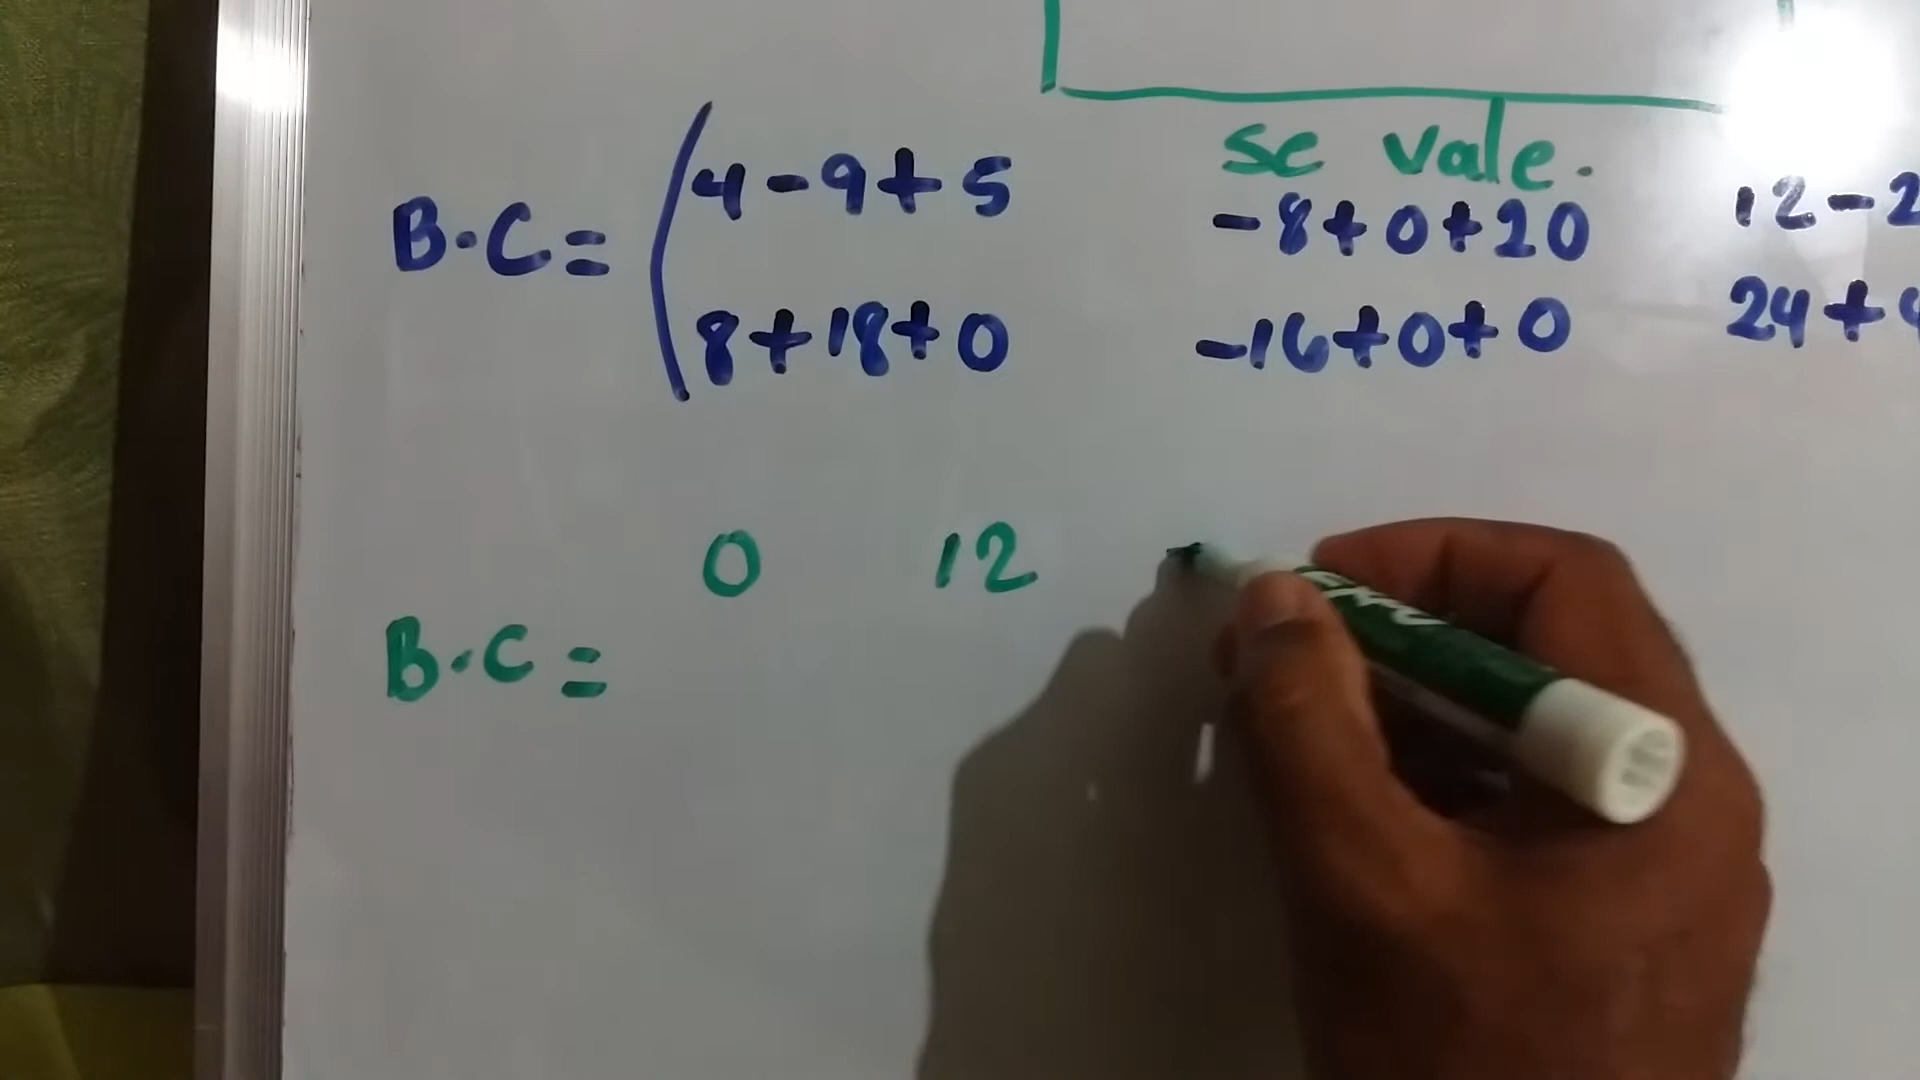 se vale.
B·C= (4-9+5 -8+0+20 12-2
8+18+0 -16+0+0 24+
0 12
B·C=